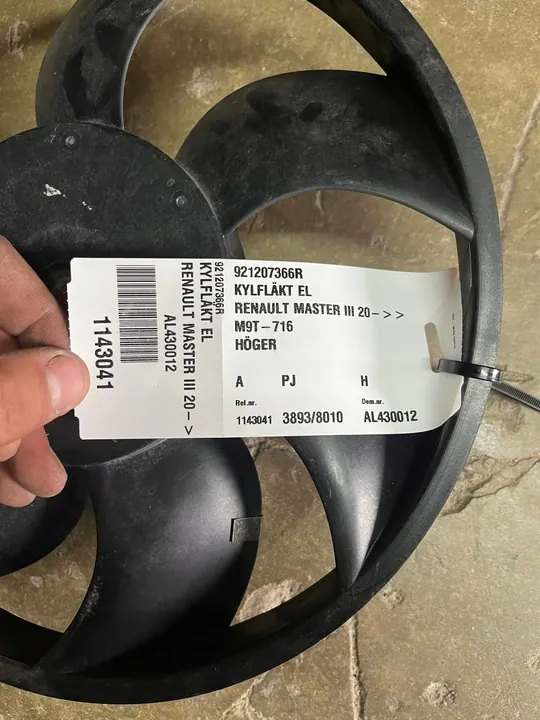 921207366R
KYLFLÄKT EL
RENAULT MASTER III 20->>
M9T-716
HÖGER
A PJ H
Ref.nr. Dem.nr.
1143041 3893/8010 AL430012
921207366R
KYLFLÄKT EL
RENAULT MASTER III 20->
AL430012
1143041